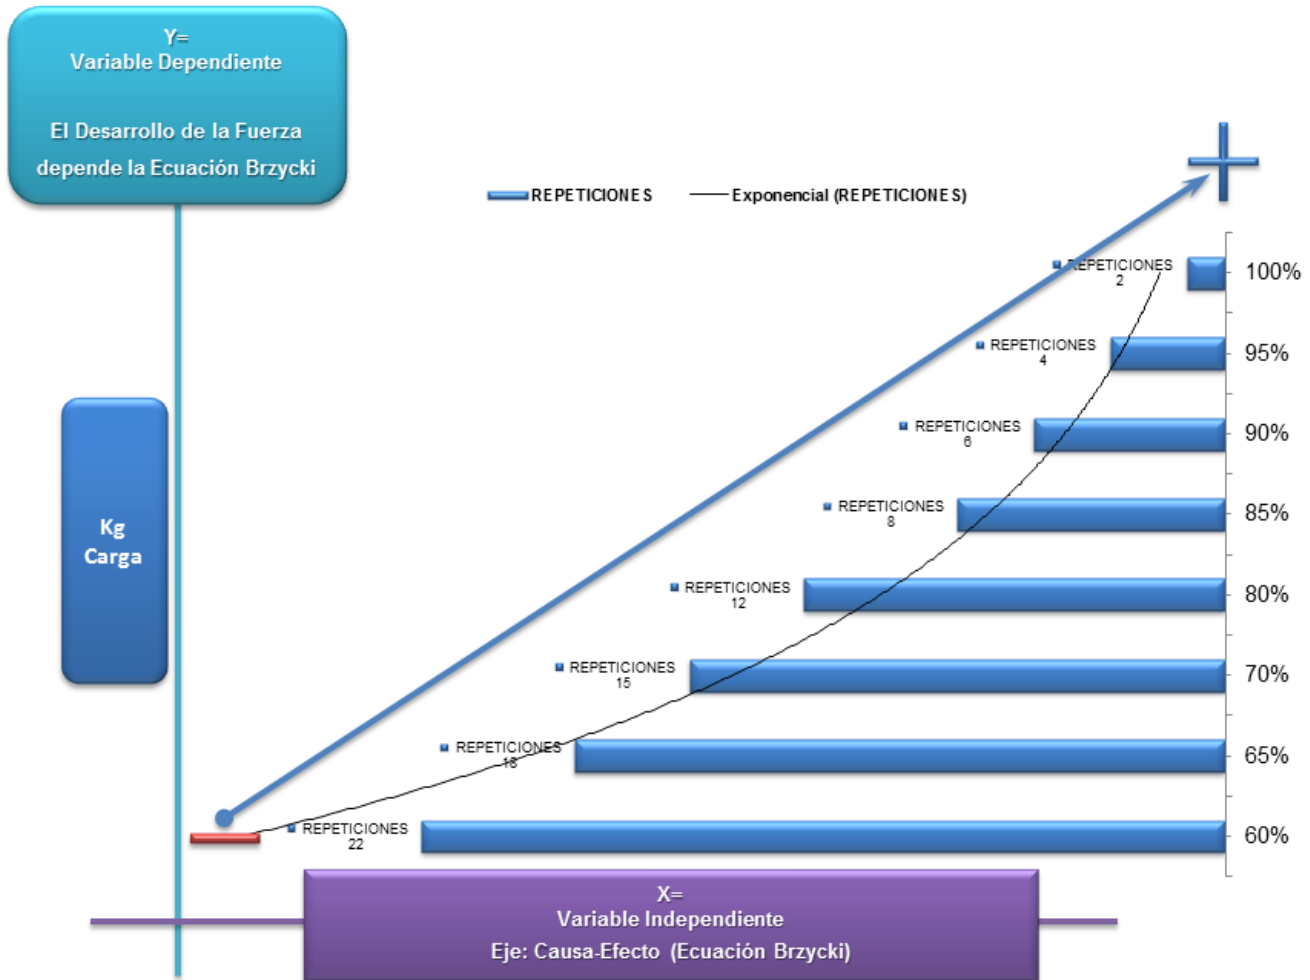 Y=
Variable Dependiente
El Desarrollo de la Fuerza
depende la Ecuación Brzycki
REPETICIONES
Exponencial (REPETICIONES)
REPETICIONES
2
100%
REPETICIONES
4
95%
REPETICIONES
6
90%
REPETICIONES
8
85%
Kg
Carga
REPETICIONES
12
80%
REPETICIONES
15
70%
REPETICIONES
18
65%
REPETICIONES
22
60%
X=
Variable Independiente
Eje: Causa-Efecto (Ecuación Brzycki)